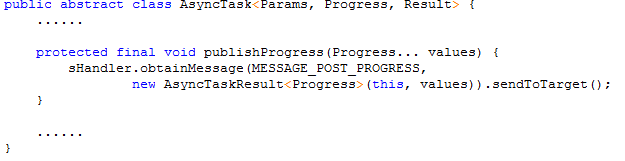 public abstract class AsyncTask<Params, Progress, Result> {
......
protected final void publishProgress(Progress... values) {
sHandler.obtainMessage(MESSAGE_POST_PROGRESS,
new AsyncTaskResult<Progress>(this, values)).sendToTarget();
}
......
}